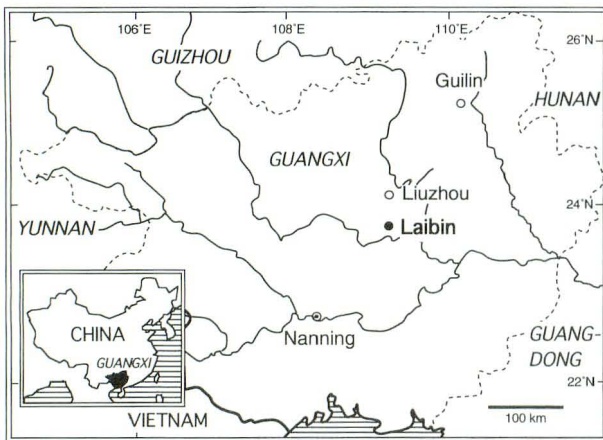 106°E
108°E
110°E
26°N
GUIZHOU
Guilin
HUNAN
GUANGXI
Liuzhou
24°N
YUNNAN
Laibin
CHINA
GUANGXI
Nanning
GUANG-
DONG
22°N
VIETNAM
100 km